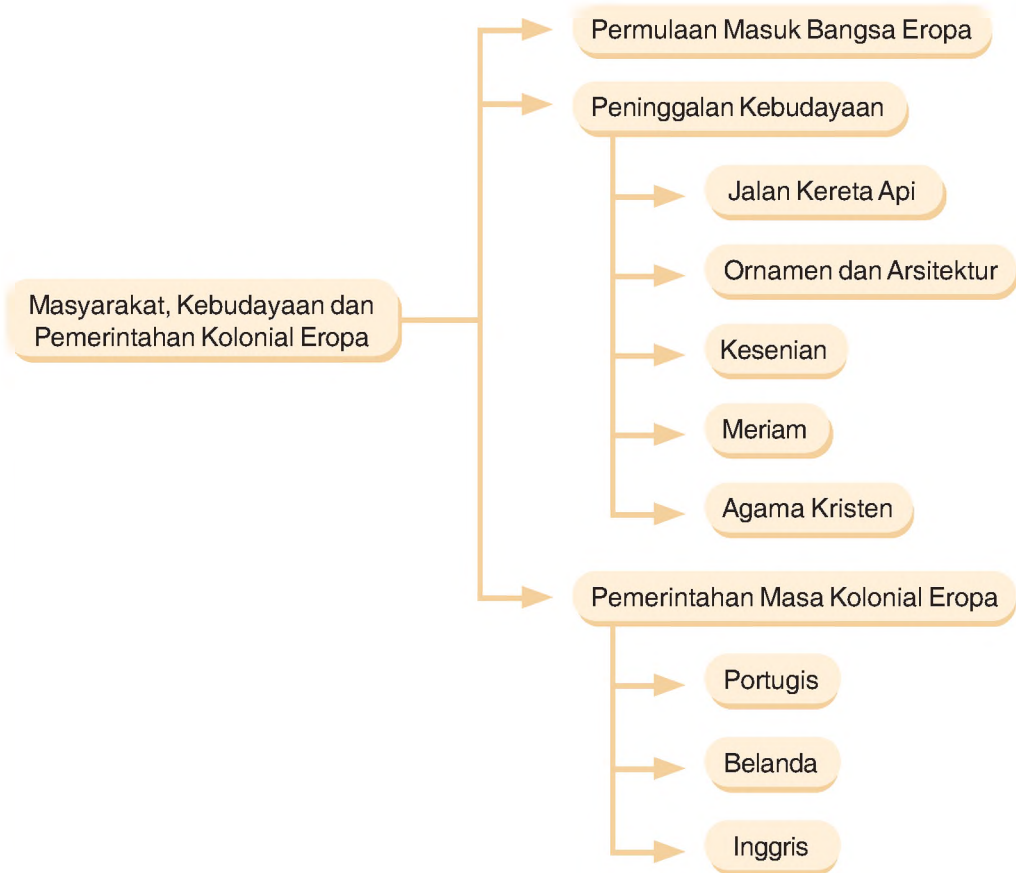 Masyarakat, Kebudayaan dan
Pemerintahan Kolonial Eropa
Permulaan Masuk Bangsa Eropa
Peninggalan Kebudayaan
Jalan Kereta Api
Ornamen dan Arsitektur
Kesenian
Meriam
Agama Kristen
Pemerintahan Masa Kolonial Eropa
Portugis
Belanda
Inggris